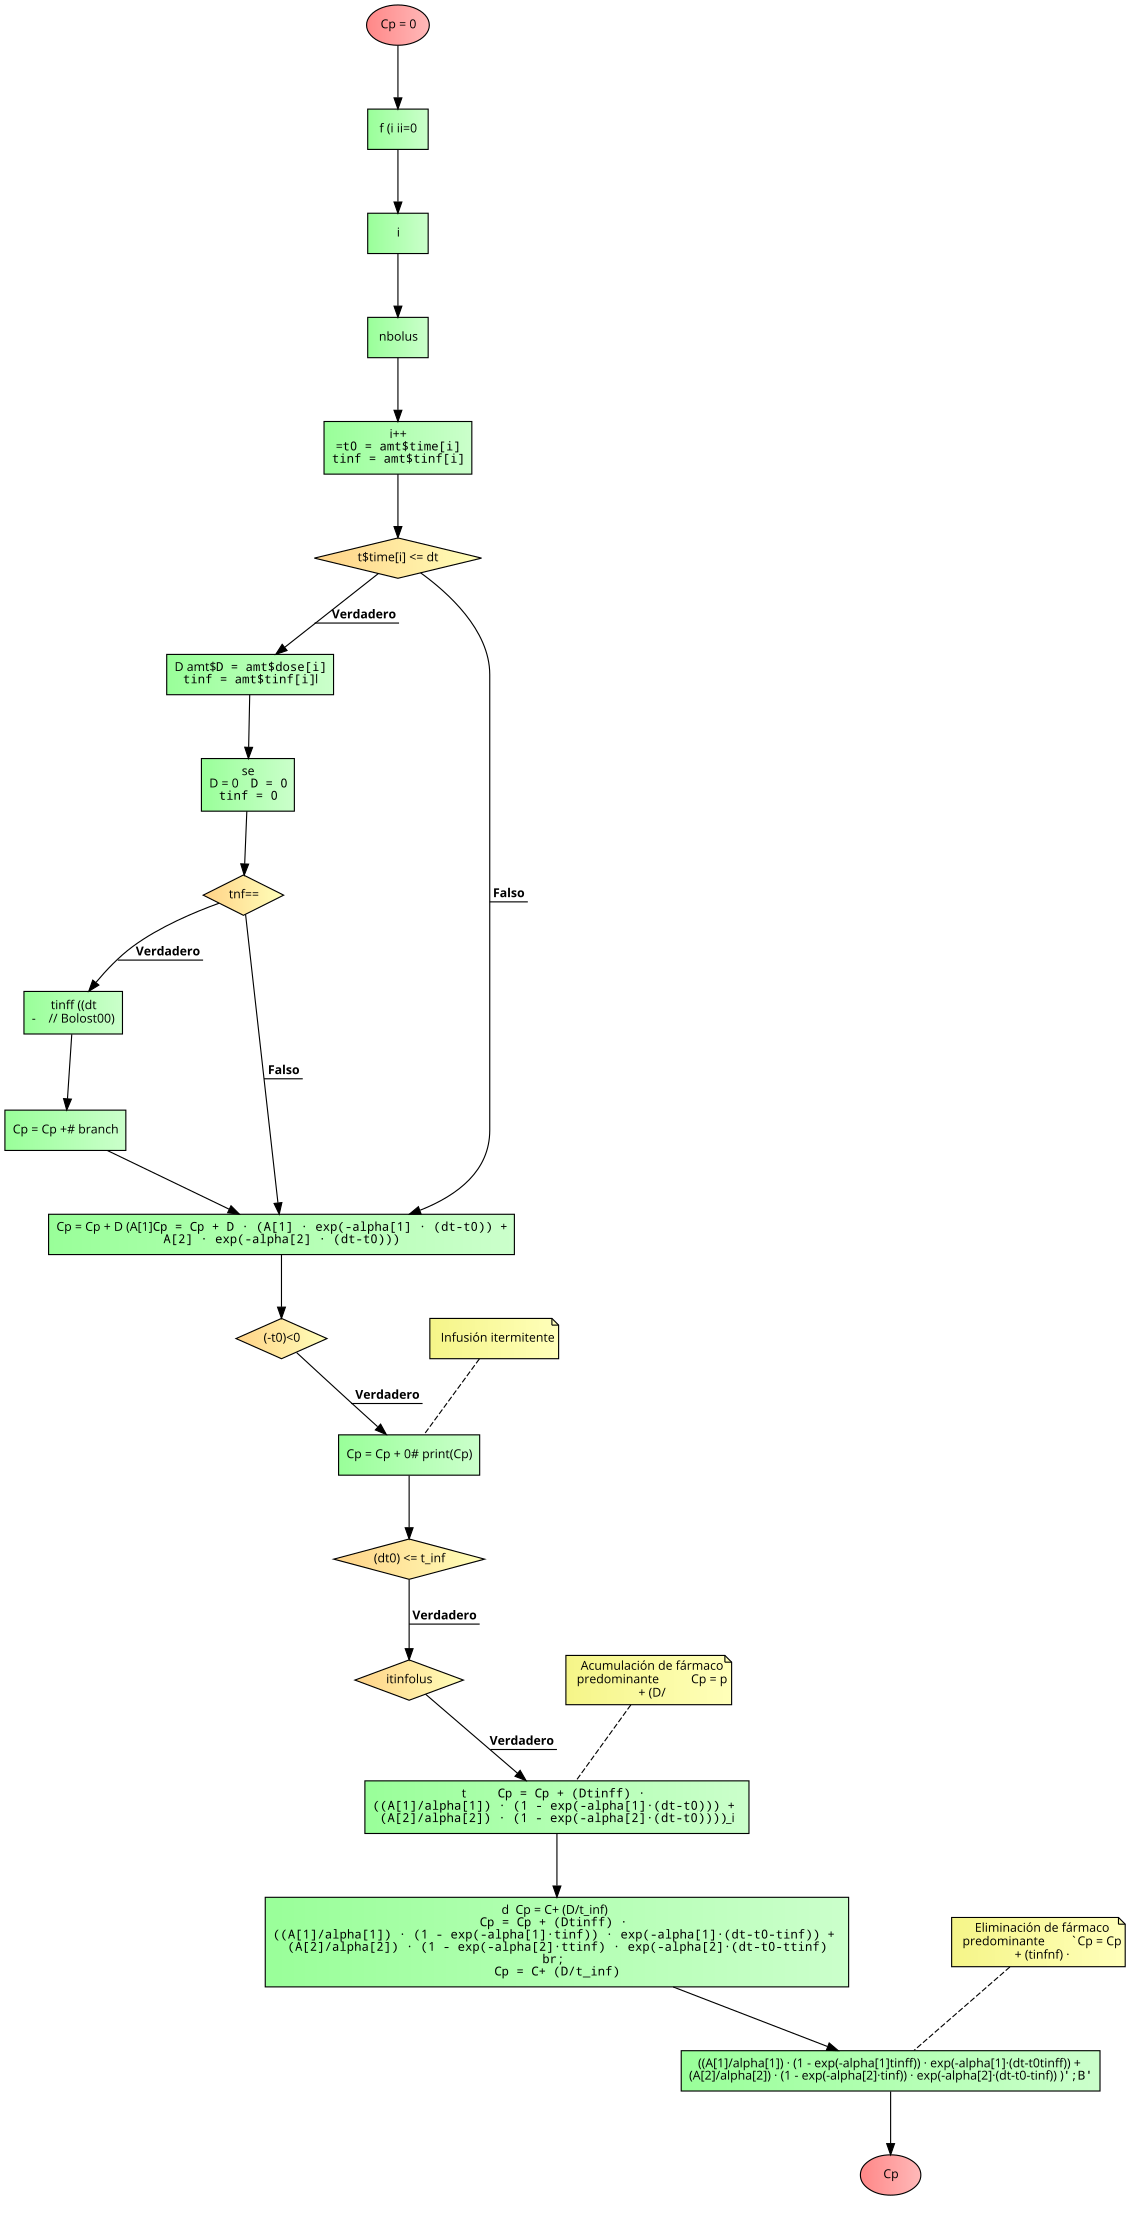 Cp = 0
f (i ii=0
i
nbolus
i++
=t0 = amt$time[i]
tinf = amt$tinf[i]
t$time[i] <= dt
Verdadero
D amt$D = amt$dose[i]
tinf = amt$tinf[i]l
se
D = 0 D = 0
tinf = 0
tnf==
Falso
Verdadero
tinff ((dt
- // Bolost00)
Falso
Cp = Cp +# branch
Cp = Cp + D (A[1]Cp = Cp + D · (A[1] · exp(-alpha[1] · (dt-t0)) +
A[2] · exp(-alpha[2] · (dt-t0)))
(-t0)<0
Infusión itermitente
Verdadero
Cp = Cp + 0# print(Cp)
(dt0) <= t_inf
Verdadero
itinfolus
Acumulación de fármaco
predominante Cp = p
+ (D/
Verdadero
t Cp = Cp + (Dtinff) ·
((A[1]/alpha[1]) · (1 - exp(-alpha[1]·(dt-t0))) +
(A[2]/alpha[2]) · (1 - exp(-alpha[2]·(dt-t0))))_i
d Cp = C+ (D/t_inf)
Cp = Cp + (Dtinff) ·
((A[1]/alpha[1]) · (1 - exp(-alpha[1]·tinf)) · exp(-alpha[1]·(dt-t0-tinf)) +
(A[2]/alpha[2]) · (1 - exp(-alpha[2]·ttinf) · exp(-alpha[2]·(dt-t0-ttinf)
br;
Cp = C+ (D/t_inf)
Eliminación de fármaco
predominante `Cp = Cp
+ (tinfnf) ·
((A[1]/alpha[1]) · (1 - exp(-alpha[1]tinff)) · exp(-alpha[1]·(dt-t0tinff)) +
(A[2]/alpha[2]) · (1 - exp(-alpha[2]·tinf)) · exp(-alpha[2]·(dt-t0-tinf)) )' ; B '
Cp